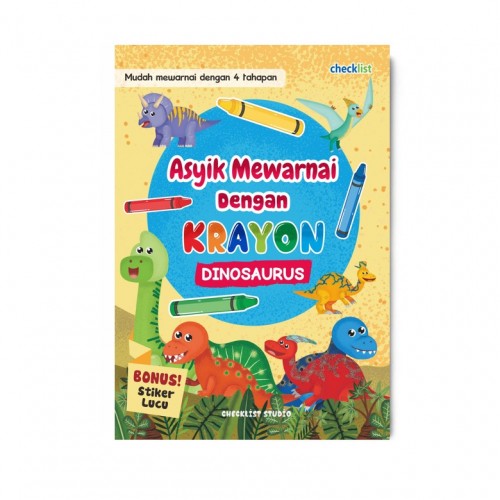 Mudah mewarnai dengan 4 tahapan
checklist
Asyik Mewarnai
Dengan
KRAYON
DINOSAURUS
BONUS!
Stiker
Lucu
CHECKLIST STUDIO